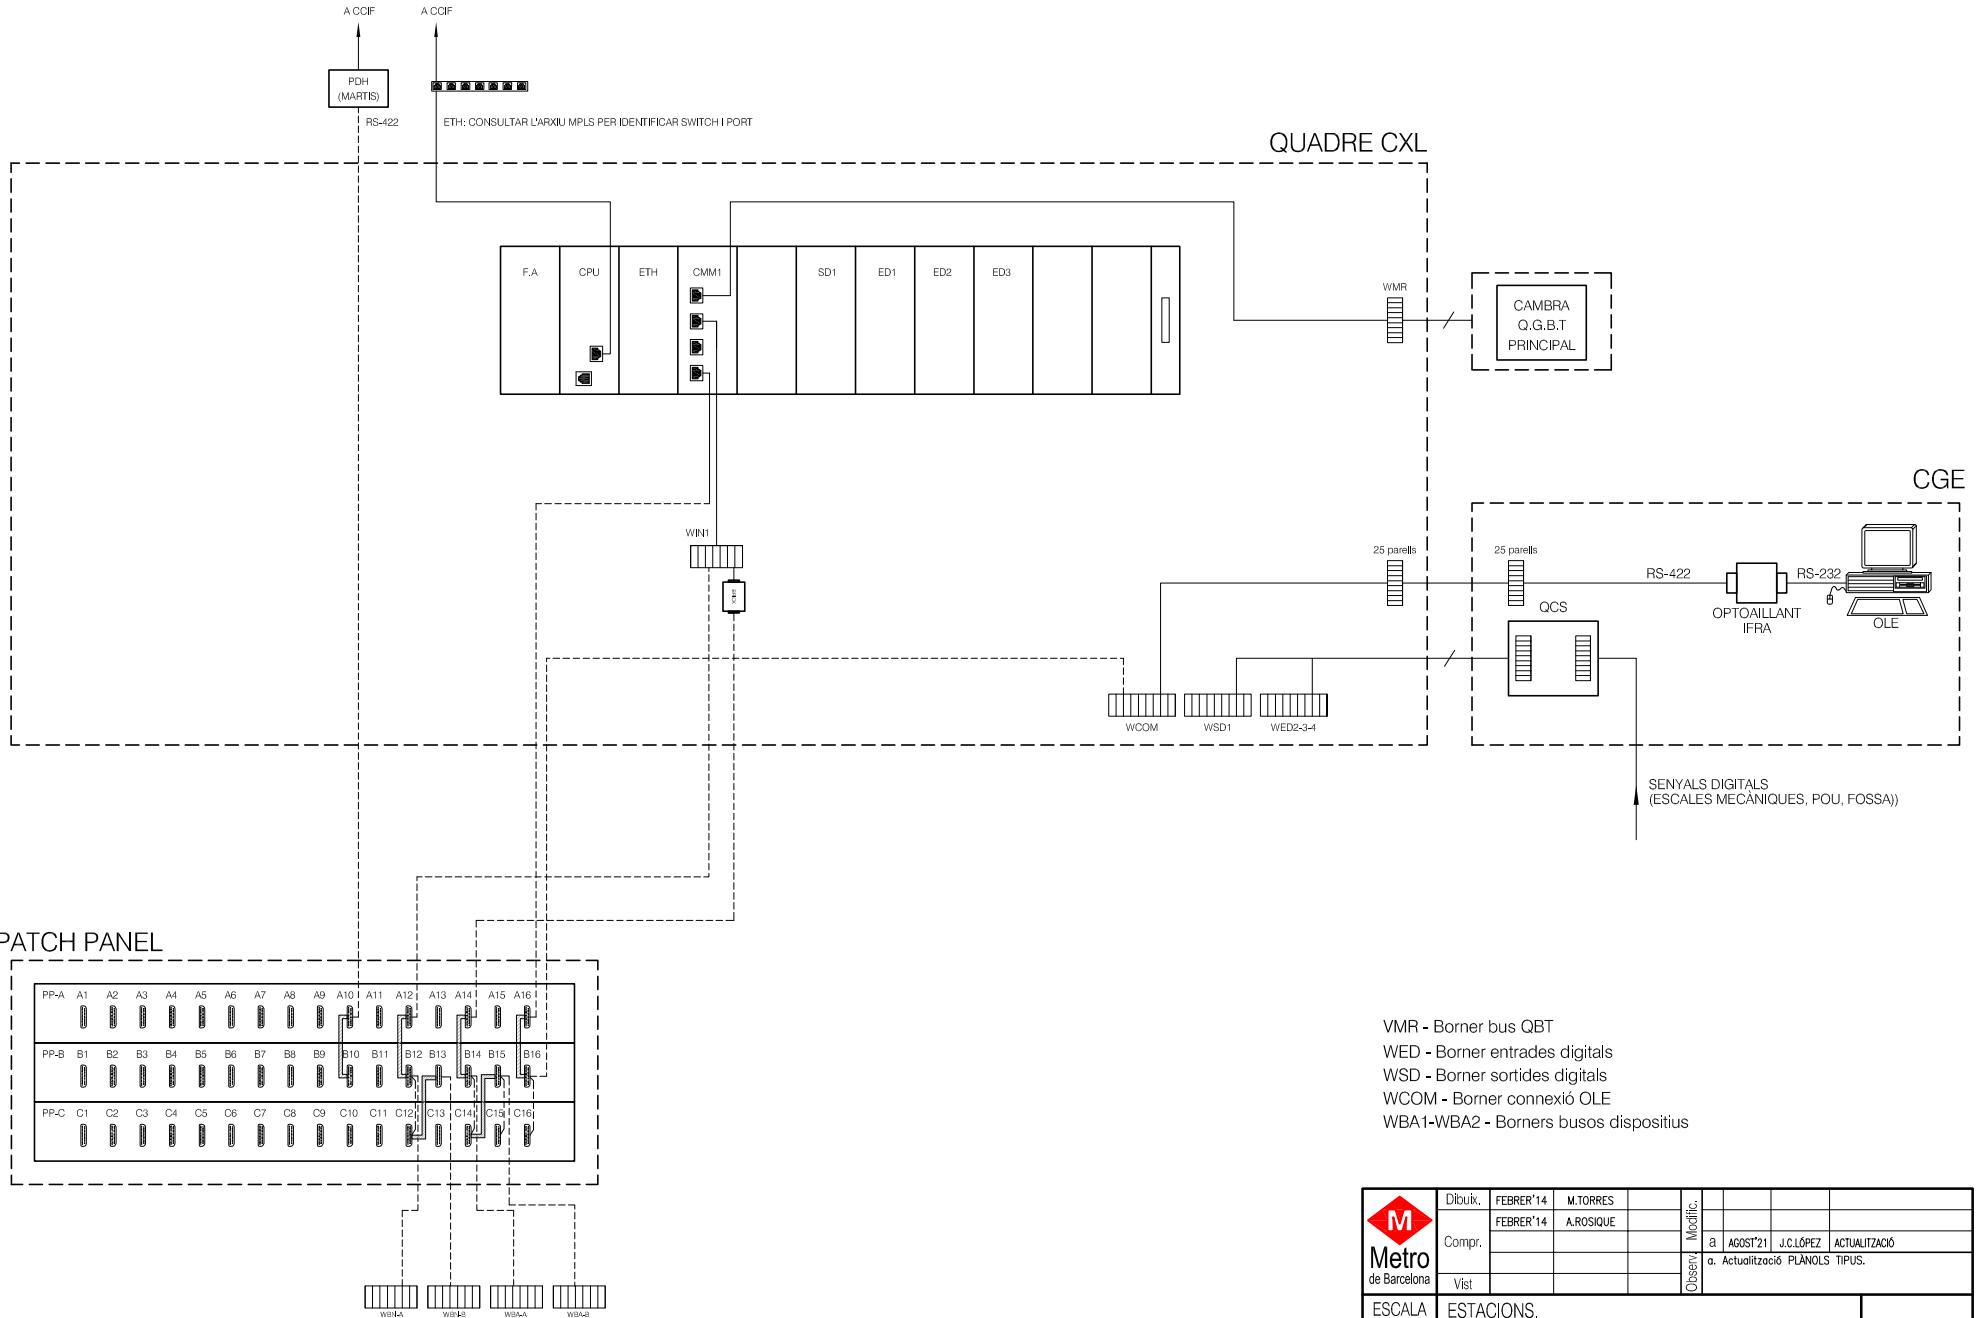 A CCIF
A CCIF
PDH
(MARTIS)
RS-422
ETH: CONSULTAR L'ARXIU MPLS PER IDENTIFICAR SWITCH I PORT
QUADRE CXL
F.A
CPU
ETH
CMM1
SD1
ED1
ED2
ED3
WMR
CAMBRA
Q.G.B.T
PRINCIPAL
CGE
WIN1
25 parells
25 parells
RS-422
RS-232
OPTOAILLANT
IFRA
OLE
QCS
WCOM
WSD1
WED2-3-4
SENYALS DIGITALS
(ESCALES MECÀNIQUES, POU, FOSSA))
PATCH PANEL
PP-A A1 A2 A3 A4 A5 A6 A7 A8 A9 A10 A11 A12 A13 A14 A15 A16
PP-B B1 B2 B3 B4 B5 B6 B7 B8 B9 B10 B11 B12 B13 B14 B15 B16
PP-C C1 C2 C3 C4 C5 C6 C7 C8 C9 C10 C11 C12 C13 C14 C15 C16
WBN-A
WBN-B
WBA-A
WBA-B
VMR - Borner bus QBT
WED - Borner entrades digitals
WSD - Borner sortides digitals
WCOM - Borner connexió OLE
WBA1-WBA2 - Borners busos dispositius
M
Metro
de Barcelona
Dibuix. FEBRER'14 M.TORRES
Compr. FEBRER'14 A.ROSIQUE
Vist
Modific.
a AGOST'21 J.C.LÓPEZ ACTUALITZACIÓ
Observ.
a. Actualització PLÀNOLS TIPUS.
ESCALA
ESTACIONS.